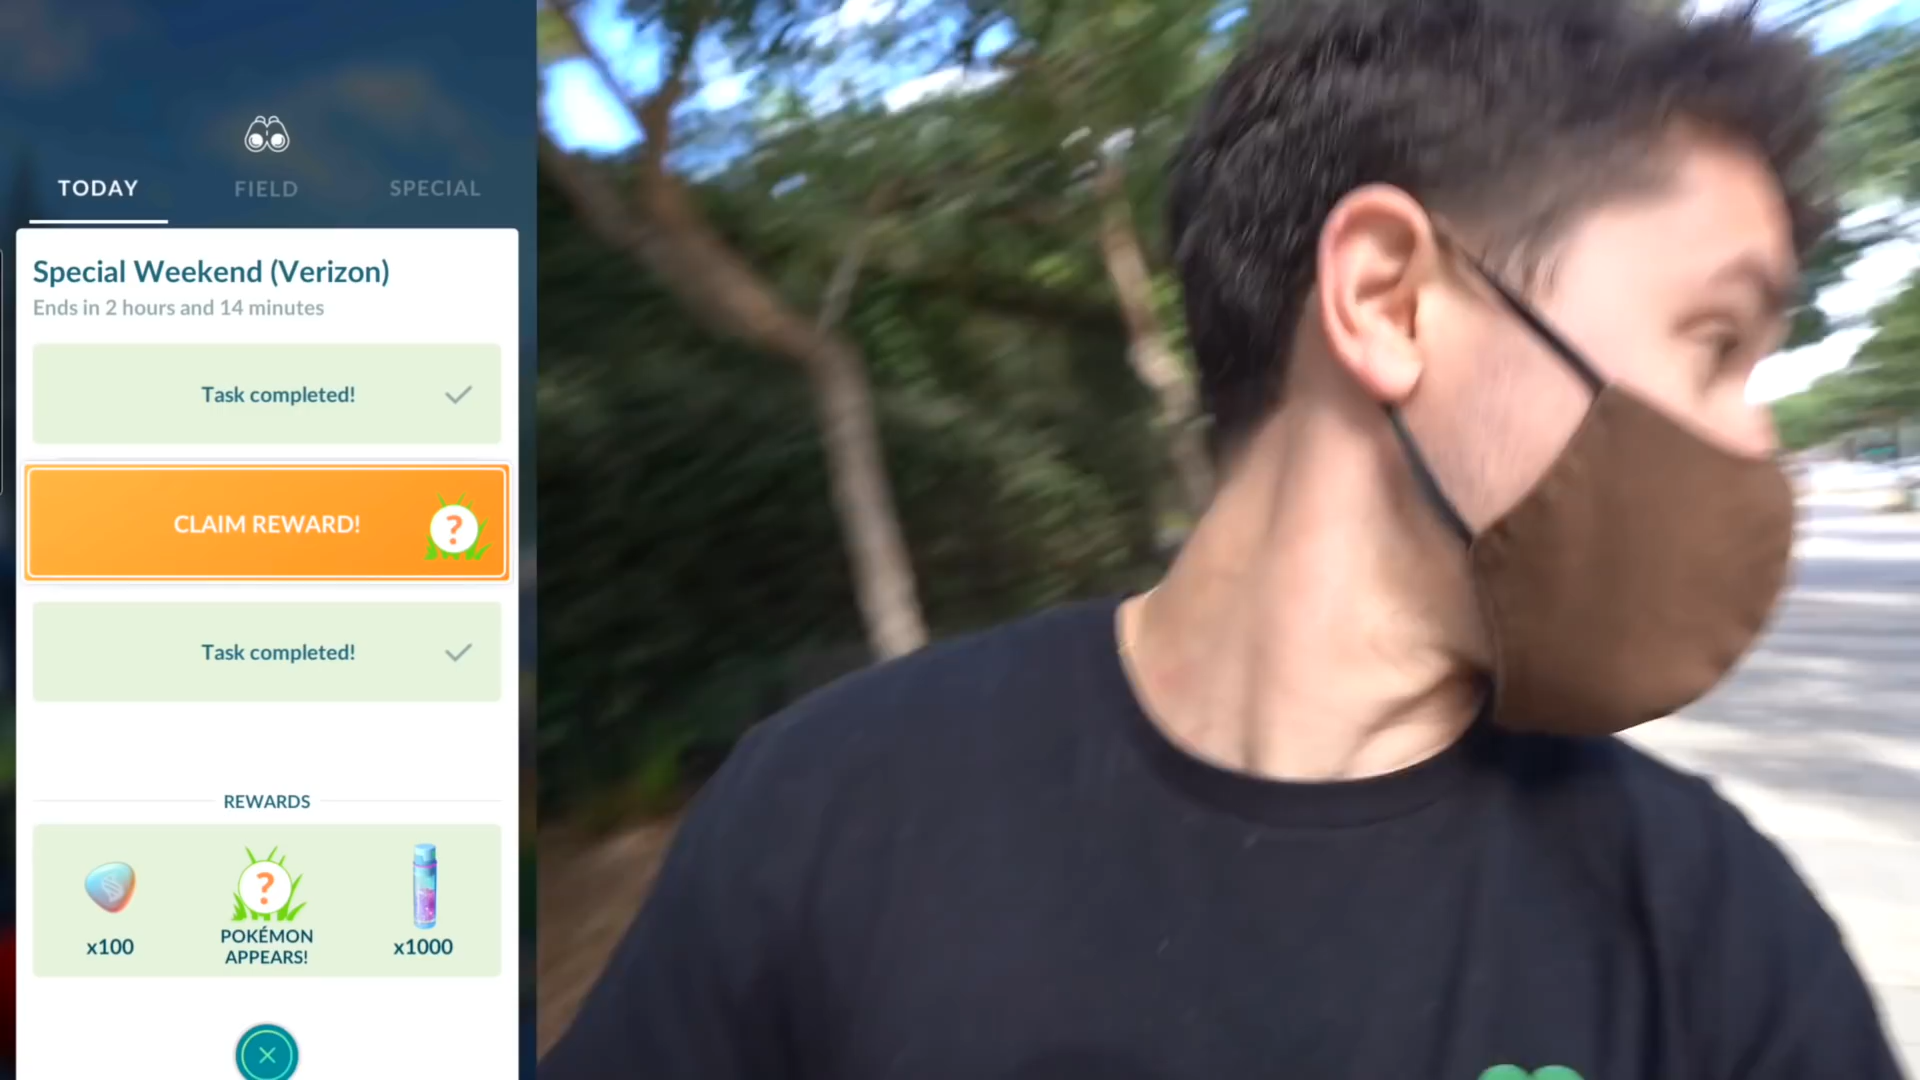 TODAY FIELD SPECIAL
Special Weekend (Verizon)
Ends in 2 hours and 14 minutes
Task completed!
CLAIM REWARD!
?
Task completed!
REWARDS
?
x100
POKÉMON
APPEARS!
x1000